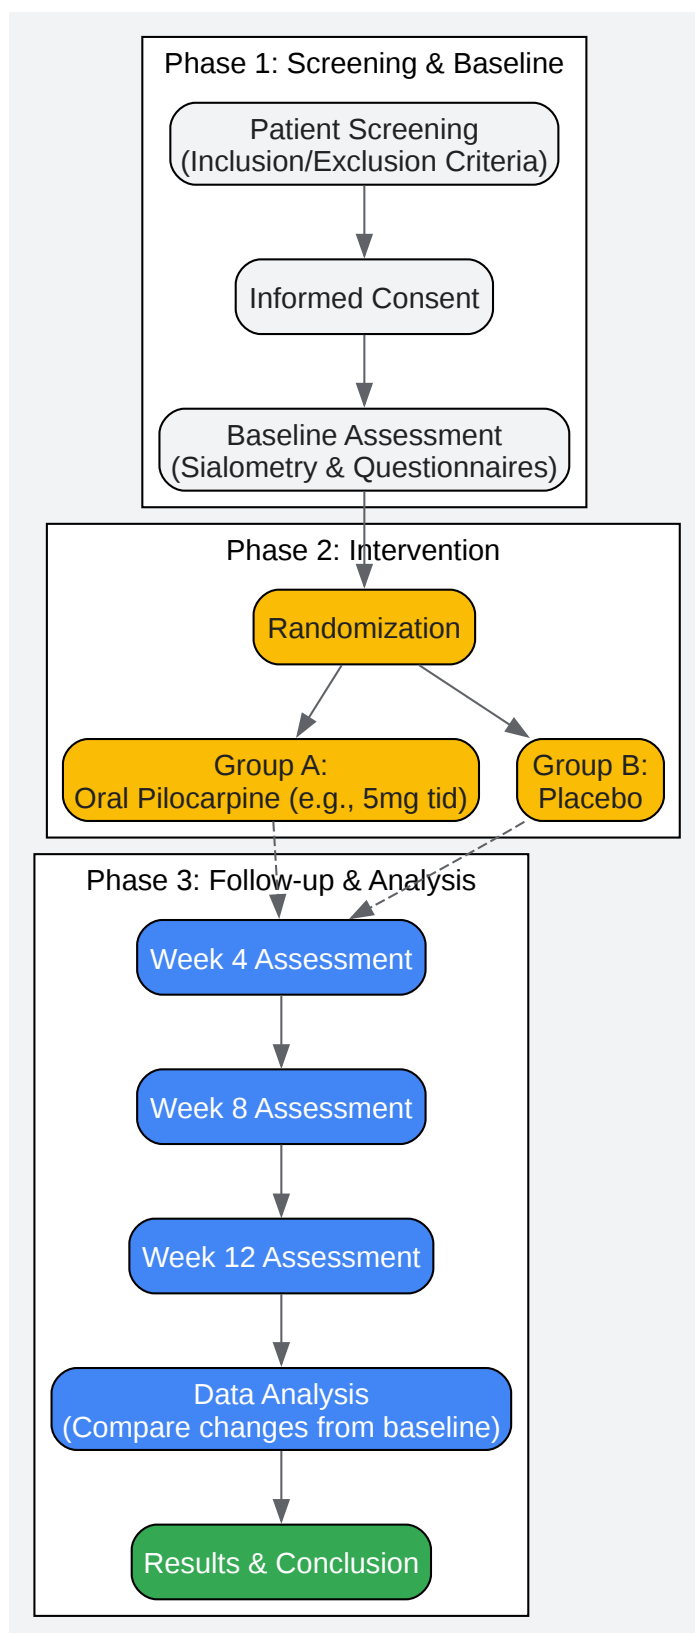 Phase 1: Screening & Baseline
Patient Screening
(Inclusion/Exclusion Criteria)
Informed Consent
Baseline Assessment
(Sialometry & Questionnaires)
Phase 2: Intervention
Randomization
Group A:
Oral Pilocarpine (e.g., 5mg tid)
Group B:
Placebo
Phase 3: Follow-up & Analysis
Week 4 Assessment
Week 8 Assessment
Week 12 Assessment
Data Analysis
(Compare changes from baseline)
Results & Conclusion